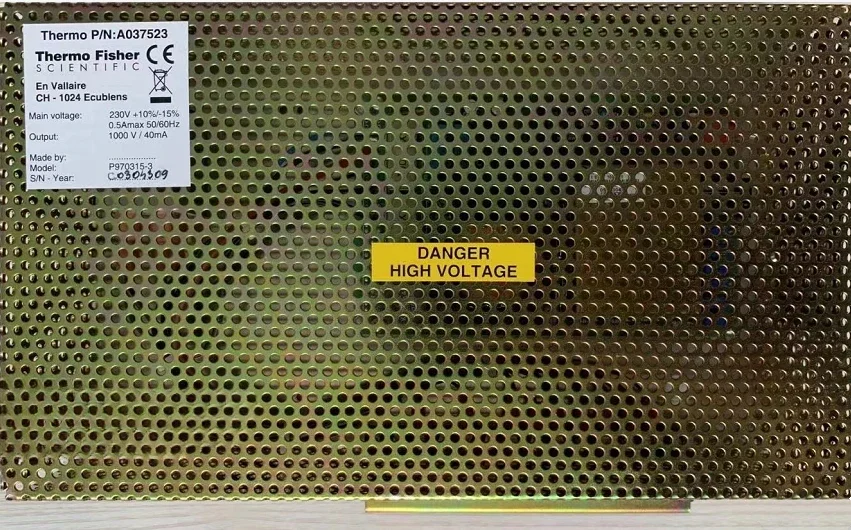 Thermo P/N:A037523
Thermo Fisher CE
SCIENTIFIC
En Vallaire
CH - 1024 Ecublens
Main voltage: 230V +10%/-15%
0.5Amax 50/60Hz
Output: 1000 V / 40mA
Made by: ...................
Model: P970315-3
S/N - Year: C.0304309
DANGER
HIGH VOLTAGE